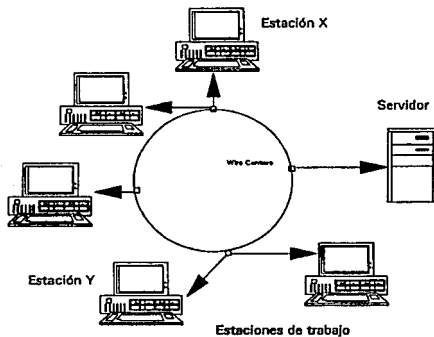 Estación X
Servidor
Wire Centers
Estación Y
Estaciones de trabajo